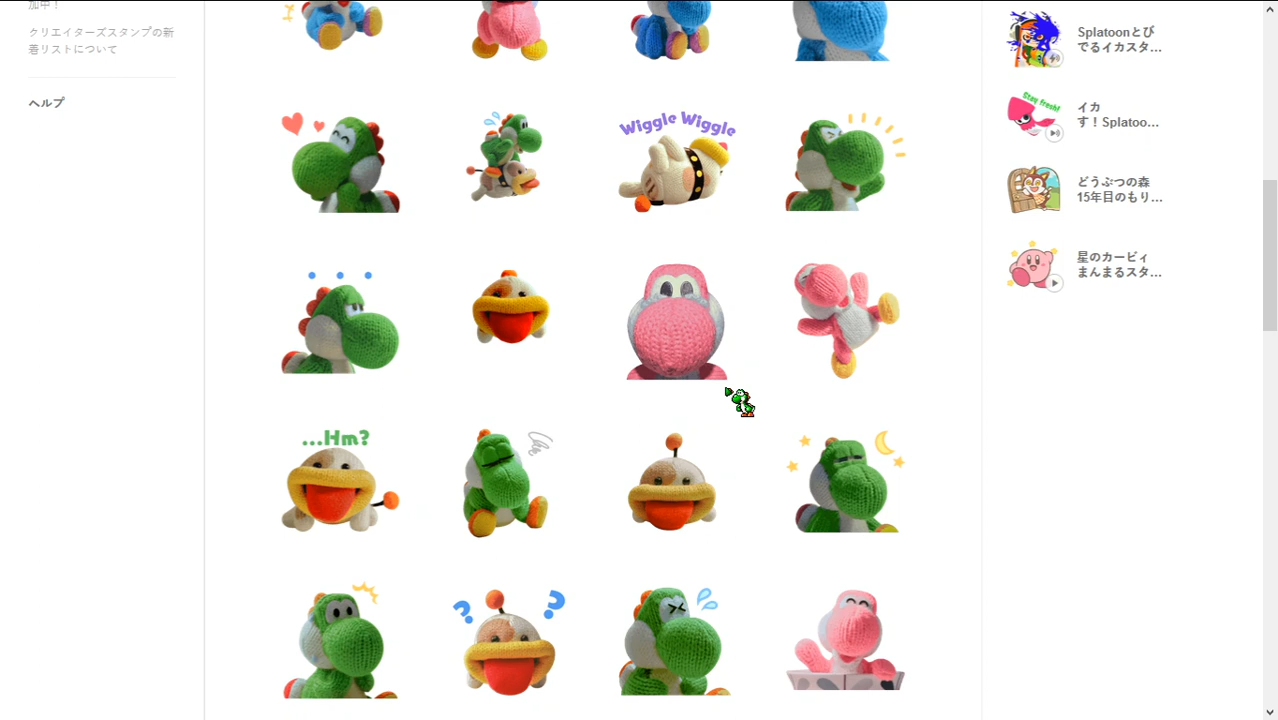 加中！
クリエイターズスタンプの新
着リストについて
ヘルプ
Wiggle Wiggle
...Hm?
? ?
Splatoonとび
でるイカスタ...
Stay fresh!
イカ
す！Splatoo...
どうぶつの森
15年目のもり...
星のカービィ
まんまるスタ...